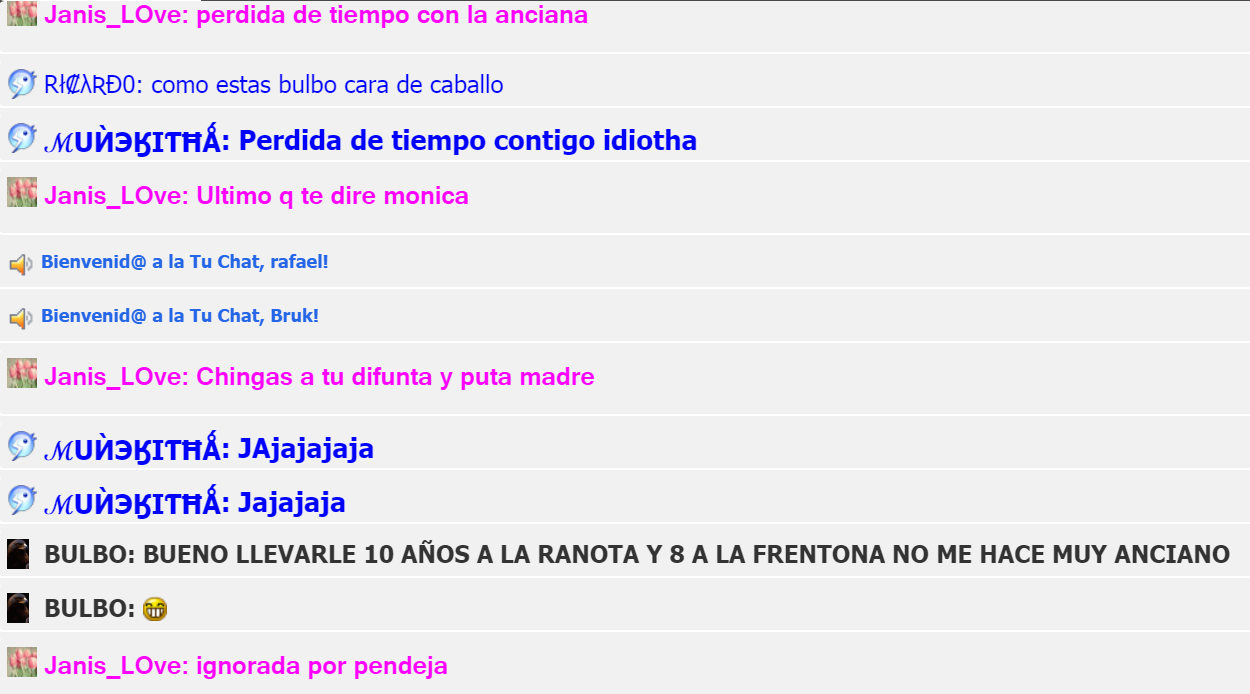 Janis_LOve: perdida de tiempo con la anciana
Rł₡λƦĐ0: como estas bulbo cara de caballo
ℳUѝЭӃIƬĦǺ: Perdida de tiempo contigo idiotha
Janis_LOve: Ultimo q te dire monica
Bienvenid@ a la Tu Chat, rafael!
Bienvenid@ a la Tu Chat, Bruk!
Janis_LOve: Chingas a tu difunta y puta madre
ℳUѝЭӃIƬĦǺ: JAjajajaja
ℳUѝЭӃIƬĦǺ: Jajajaja
BULBO: BUENO LLEVARLE 10 AÑOS A LA RANOTA Y 8 A LA FRENTONA NO ME HACE MUY ANCIANO
BULBO: 😁
Janis_LOve: ignorada por pendeja